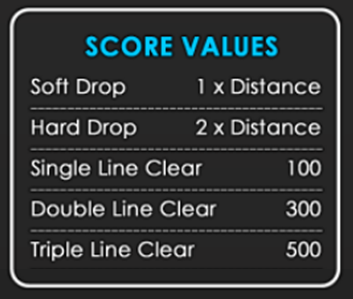 SCORE VALUES
Soft Drop 1 x Distance
Hard Drop 2 x Distance
Single Line Clear 100
Double Line Clear 300
Triple Line Clear 500